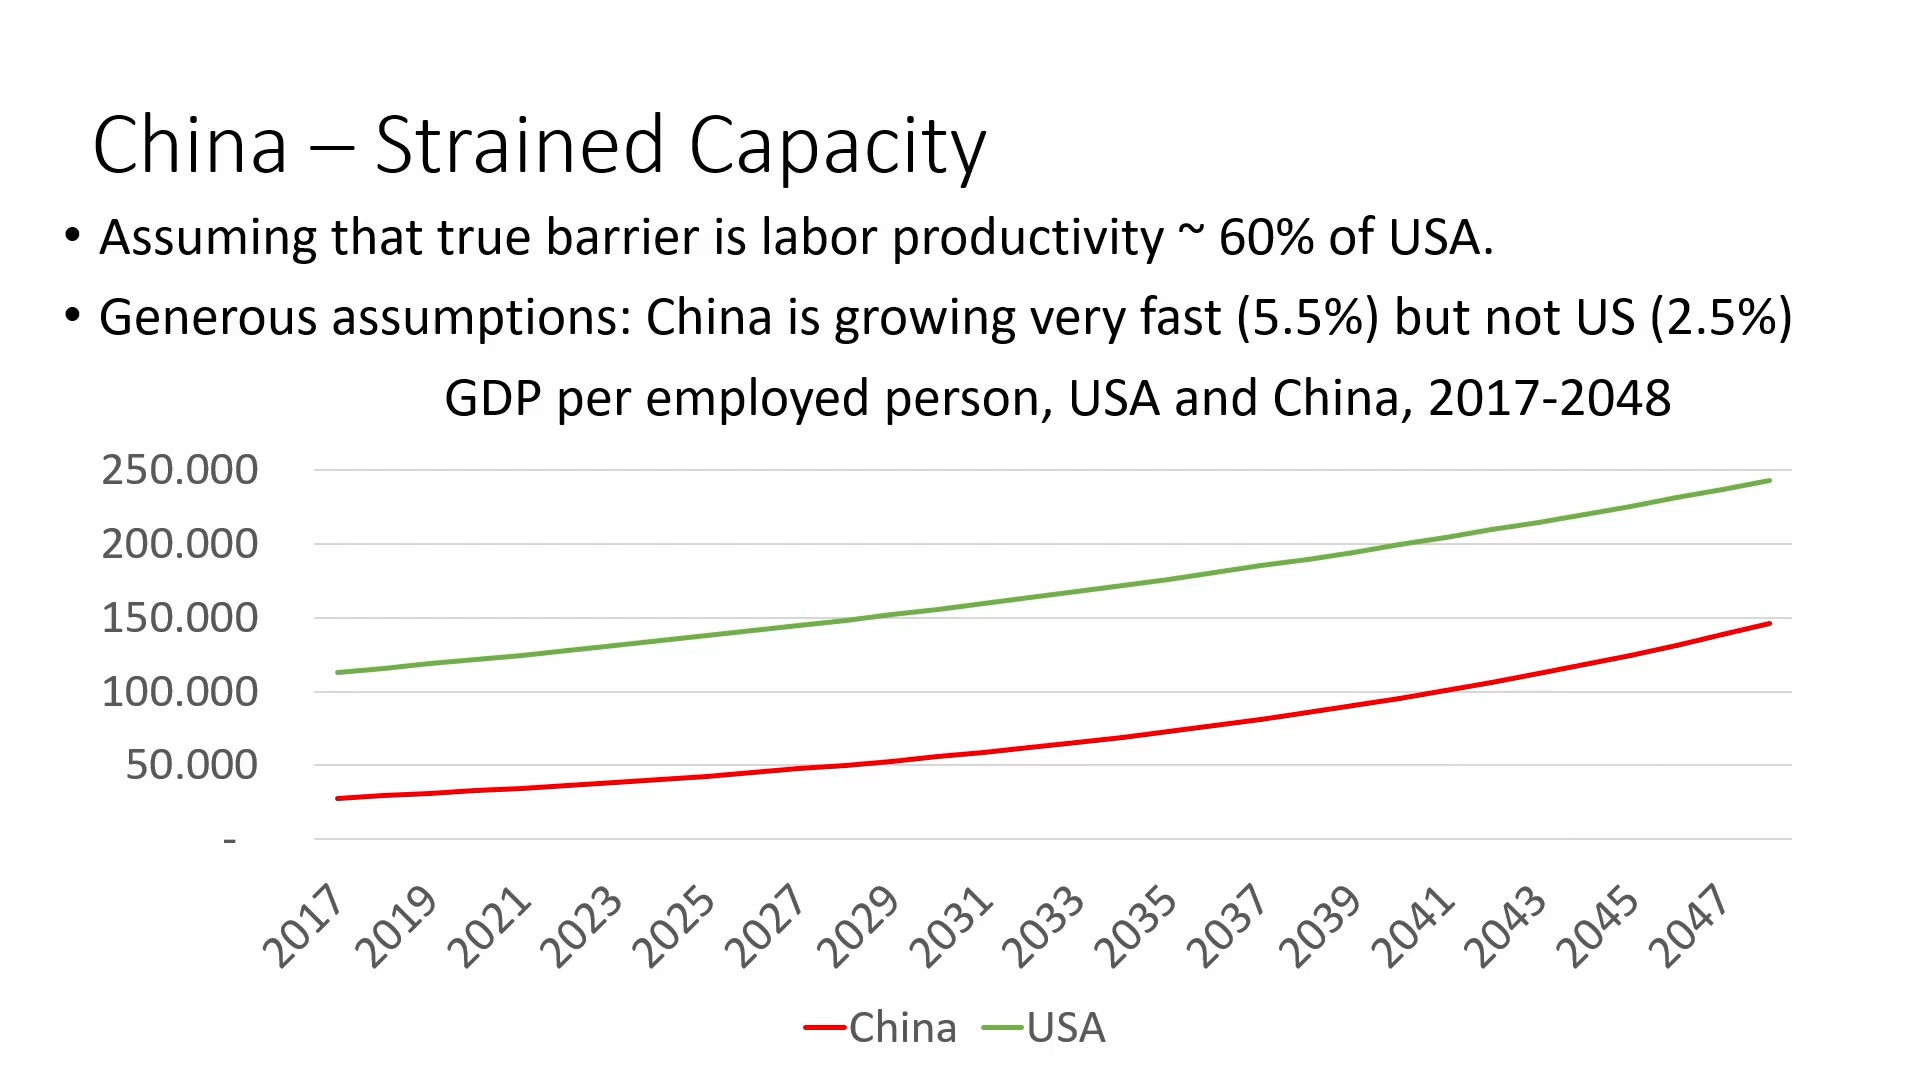 China – Strained Capacity
• Assuming that true barrier is labor productivity ~ 60% of USA.
• Generous assumptions: China is growing very fast (5.5%) but not US (2.5%)
GDP per employed person, USA and China, 2017-2048
250.000
200.000
150.000
100.000
50.000
-
2017 2019 2021 2023 2025 2027 2029 2031 2033 2035 2037 2039 2041 2043 2045 2047
China USA